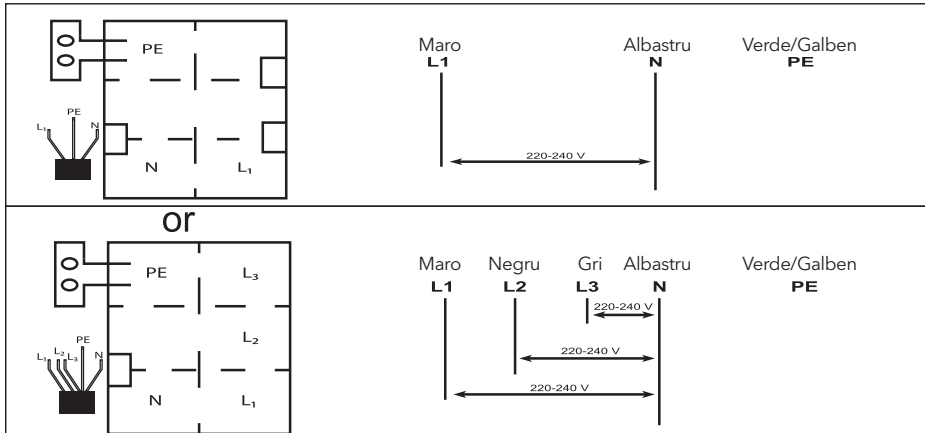 PE
L₁ PE N
N L₁
Maro Albastru Verde/Galben
L1 N PE
220-240 V
or
PE L₃
L₂
L₁ L₂ L₃ PE N
N L₁
Maro Negru Gri Albastru Verde/Galben
L1 L2 L3 N PE
220-240 V
220-240 V
220-240 V